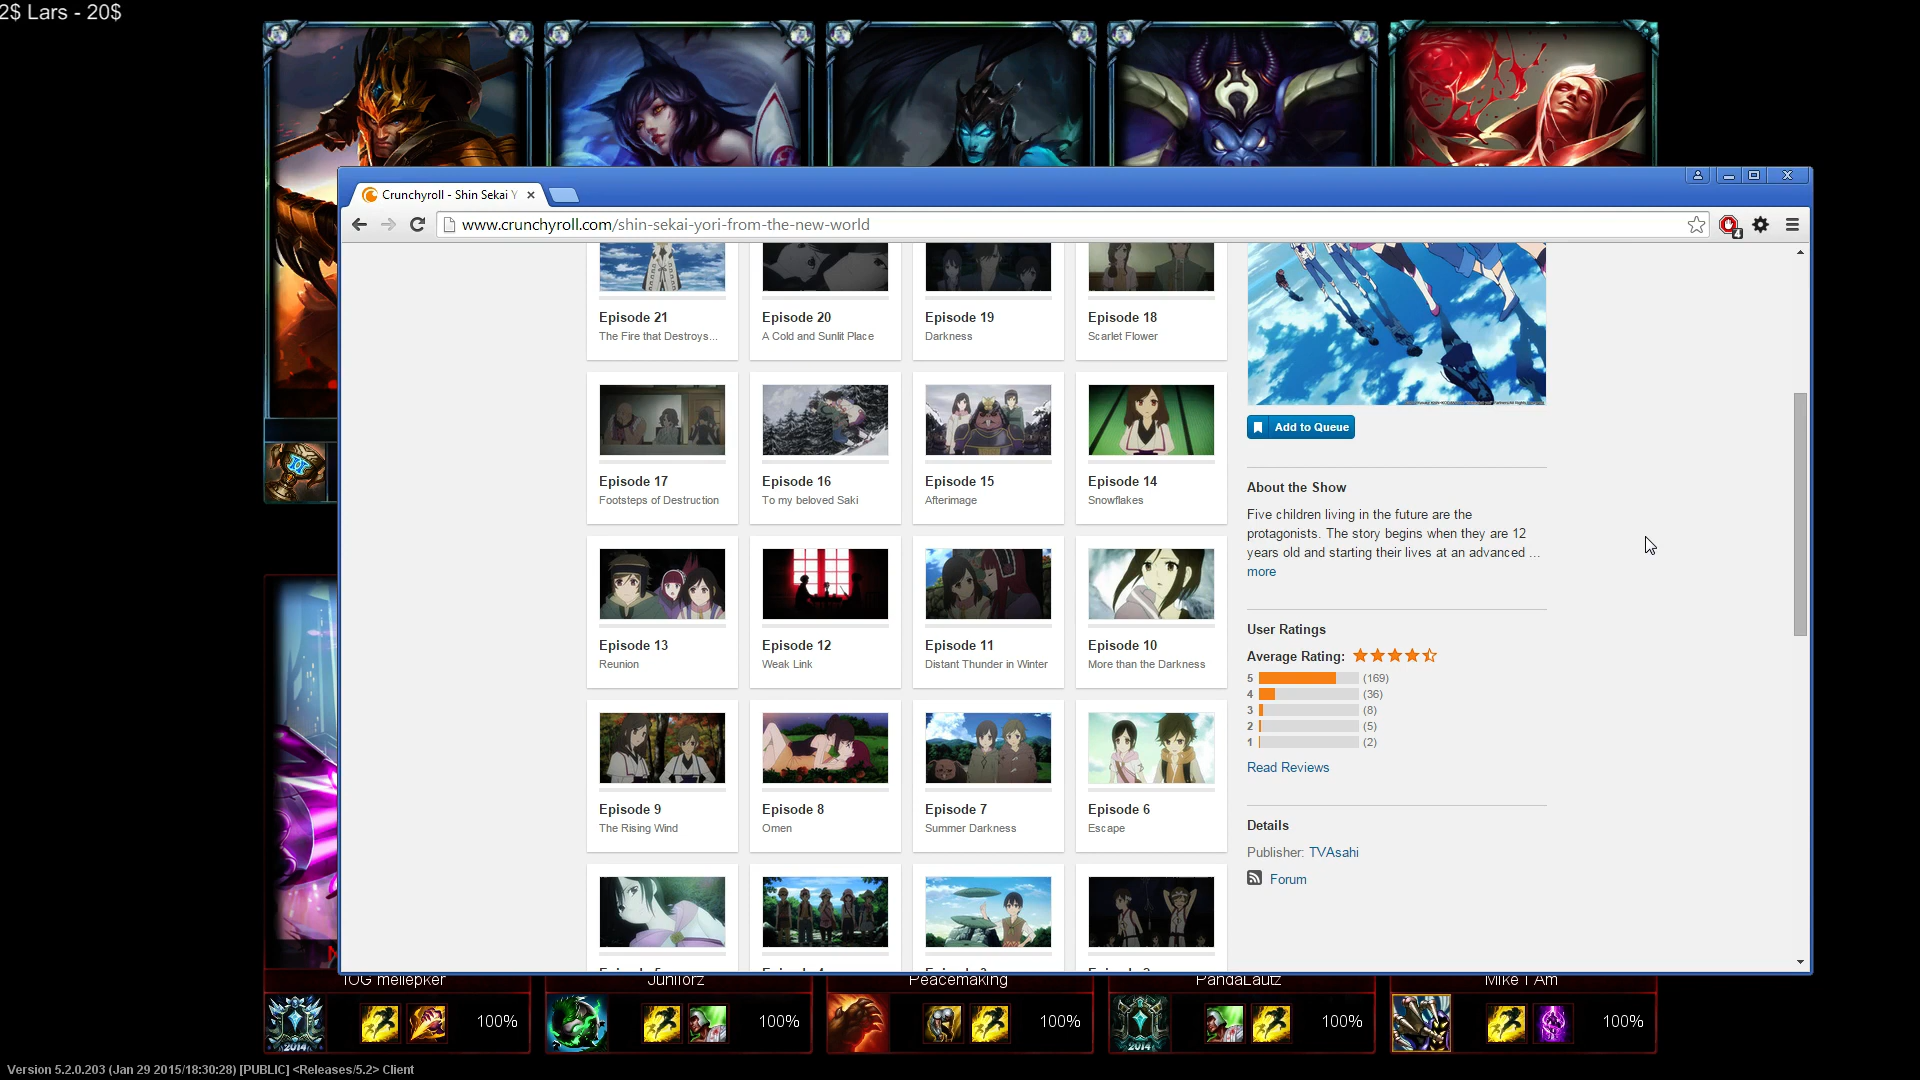 2$ Lars - 20$
Crunchyroll - Shin Sekai Y
www.crunchyroll.com/shin-sekai-yori-from-the-new-world
4
Episode 21
The Fire that Destroys...
Episode 20
A Cold and Sunlit Place
Episode 19
Darkness
Episode 18
Scarlet Flower
Add to Queue
Episode 17
Footsteps of Destruction
Episode 16
To my beloved Saki
Episode 15
Afterimage
Episode 14
Snowflakes
About the Show
Five children living in the future are the
protagonists. The story begins when they are 12
years old and starting their lives at an advanced ...
more
Episode 13
Reunion
Episode 12
Weak Link
Episode 11
Distant Thunder in Winter
Episode 10
More than the Darkness
User Ratings
Average Rating:
5 (169)
4 (36)
3 (8)
2 (5)
1 (2)
Read Reviews
Episode 9
The Rising Wind
Episode 8
Omen
Episode 7
Summer Darkness
Episode 6
Escape
Details
Publisher: TVAsahi
Forum
PandaLautz
Peacemaking
Mike I Am
2014
100%
100%
100%
2014
100%
100%
Version 5.2.0.203 (Jan 29 2015/18:30:28) [PUBLIC] <Releases/5.2> Client